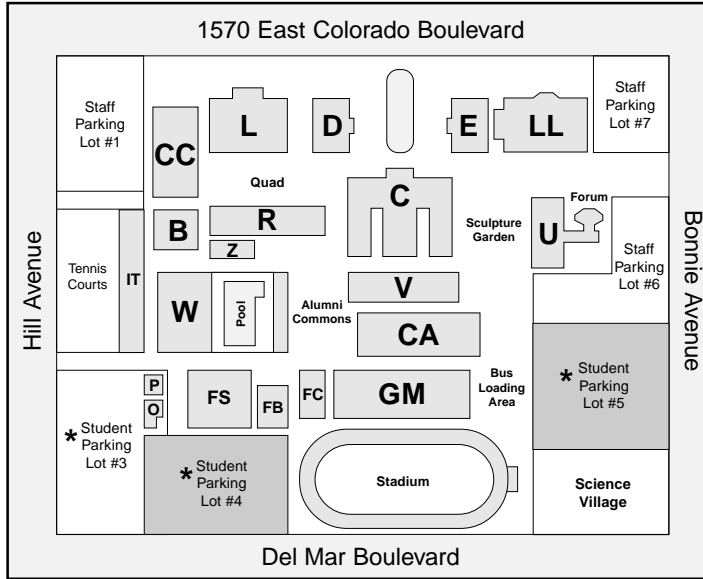 1570 East Colorado Boulevard
Staff
Parking
Lot #1
CC
L
D
E
LL
Staff
Parking
Lot #7
Quad
C
B
R
Z
Sculpture
Garden
Forum
U
Hill Avenue
Bonnie Avenue
Tennis
Courts
IT
W
Pool
Alumni
Commons
V
CA
Staff
Parking
Lot #6
P
O
FS
FB
FC
GM
Bus
Loading
Area
* Student
Parking
Lot #5
* Student
Parking
Lot #3
* Student
Parking
Lot #4
Stadium
Science
Village
Del Mar Boulevard